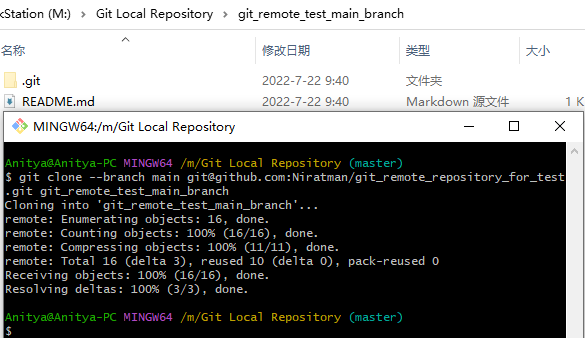 kStation (M:) > Git Local Repository > git_remote_test_main_branch
名称 修改日期 类型 大小
.git 2022-7-22 9:40 文件夹
README.md 2022-7-22 9:40 Markdown 源文件 1 K
MINGW64:/m/Git Local Repository
Anitya@Anitya-PC MINGW64 /m/Git Local Repository (master)
$ git clone --branch main git@github.com:Niratman/git_remote_repository_for_test
.git git_remote_test_main_branch
Cloning into 'git_remote_test_main_branch'...
remote: Enumerating objects: 16, done.
remote: Counting objects: 100% (16/16), done.
remote: Compressing objects: 100% (11/11), done.
remote: Total 16 (delta 3), reused 10 (delta 0), pack-reused 0
Receiving objects: 100% (16/16), done.
Resolving deltas: 100% (3/3), done.
Anitya@Anitya-PC MINGW64 /m/Git Local Repository (master)
$